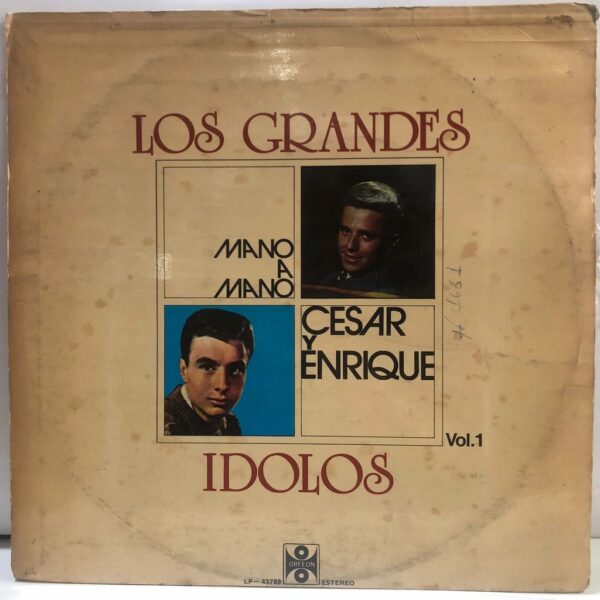 LOS GRANDES
MANO
A
MANO
CESAR
Y
ENRIQUE
Vol.1
IDOLOS
ORFEON
LP-43788 ESTEREO